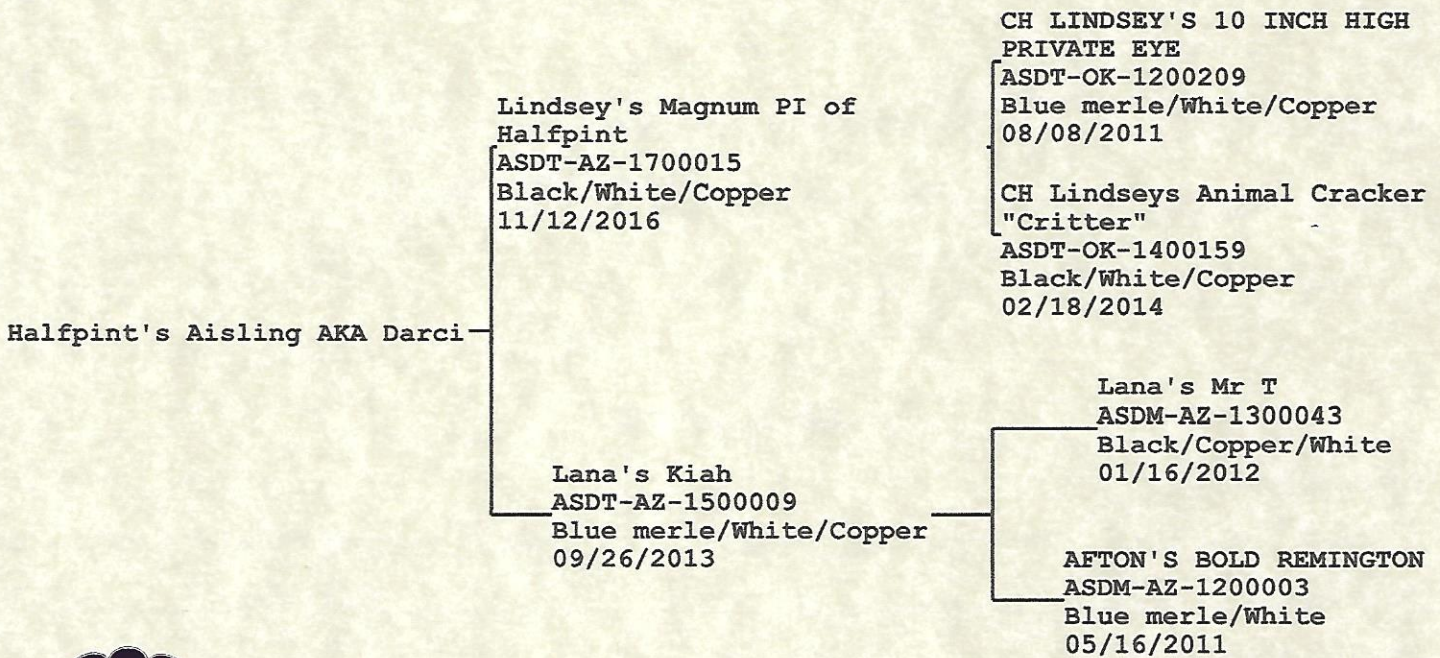 CH LINDSEY'S 10 INCH HIGH
PRIVATE EYE
ASDT-OK-1200209
Blue merle/White/Copper
08/08/2011
Lindsey's Magnum PI of
Halfpint
ASDT-AZ-1700015
Black/White/Copper
11/12/2016
CH Lindseys Animal Cracker
"Critter"
ASDT-OK-1400159
Black/White/Copper
02/18/2014
Halfpint's Aisling AKA Darci
Lana's Mr T
ASDM-AZ-1300043
Black/Copper/White
01/16/2012
Lana's Kiah
ASDT-AZ-1500009
Blue merle/White/Copper
09/26/2013
AFTON'S BOLD REMINGTON
ASDM-AZ-1200003
Blue merle/White
05/16/2011